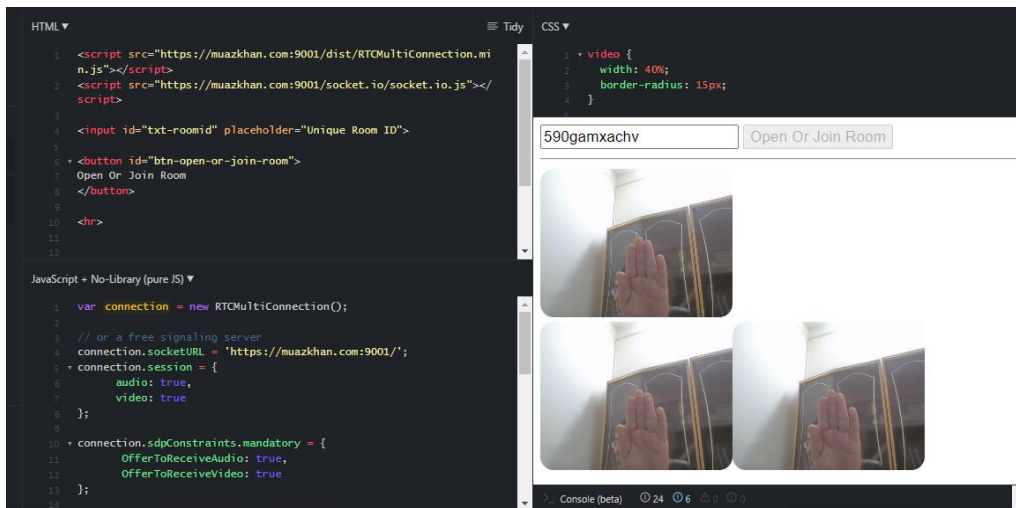 HTML ▼
Tidy
1 <script src="https://muazkhan.com:9001/dist/RTCMultiConnection.mi
n.js"></script>
2 <script src="https://muazkhan.com:9001/socket.io/socket.io.js"></
script>
3
4 <input id="txt-roomid" placeholder="Unique Room ID">
5
6 <button id="btn-open-or-join-room">
7 Open Or Join Room
8 </button>
9
10 <hr>
11
12
CSS ▼
1 video {
2 width: 40%;
3 border-radius: 15px;
4 }
JavaScript + No-Library (pure JS) ▼
1 var connection = new RTCMultiConnection();
2
3 // or a free signaling server
4 connection.socketURL = 'https://muazkhan.com:9001/';
5 connection.session = {
6 audio: true,
7 video: true
8 };
9
10 connection.sdpConstraints.mandatory = {
11 OfferToReceiveAudio: true,
12 OfferToReceiveVideo: true
13 };
14
590gamxachv Open Or Join Room
>_ Console (beta) 24 6 0 0